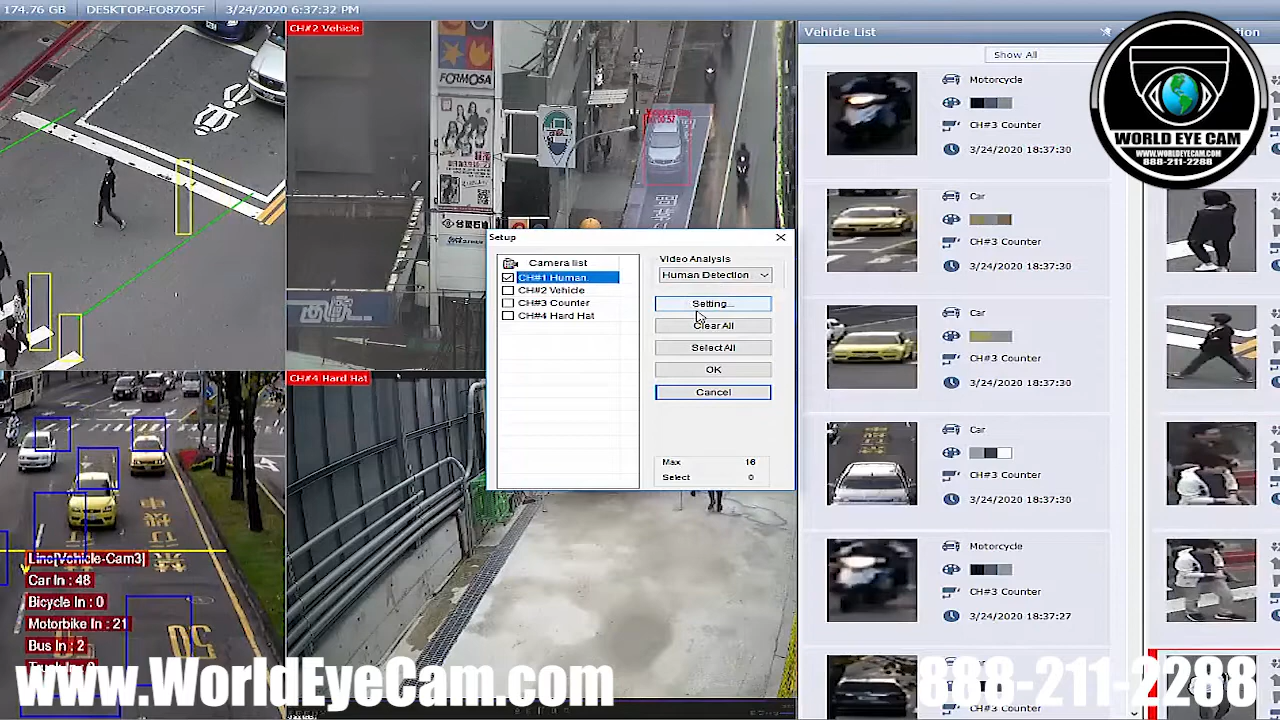 174.76 GB DESKTOP-EQ87O5F 3/24/2020 6:37:32 PM
CH#2 Vehicle
FORMOSA
Vehicle List
Show All
Motorcycle
CH#3 Counter
3/24/2020 18:37:30
Car
CH#3 Counter
3/24/2020 18:37:30
Car
CH#3 Counter
3/24/2020 18:37:30
Car
CH#3 Counter
3/24/2020 18:37:30
Motorcycle
CH#3 Counter
3/24/2020 18:37:27
CH#3 Counter
WORLD EYE CAM
WWW.WORLDEYECAM.COM
888-211-2288
Setup
Camera list
CH#1 Human
CH#2 Vehicle
CH#3 Counter
CH#4 Hard Hat
Video Analysis
Human Detection
Setting...
Clear All
Select All
OK
Cancel
Max 16
Select 0
CH#4 Hard Hat
Line[Vehicle-Cam3]
Car In : 48
Bicycle In : 0
Motorbike In : 21
Bus In : 2
50
www.WorldEyeCam.com
888-211-2288